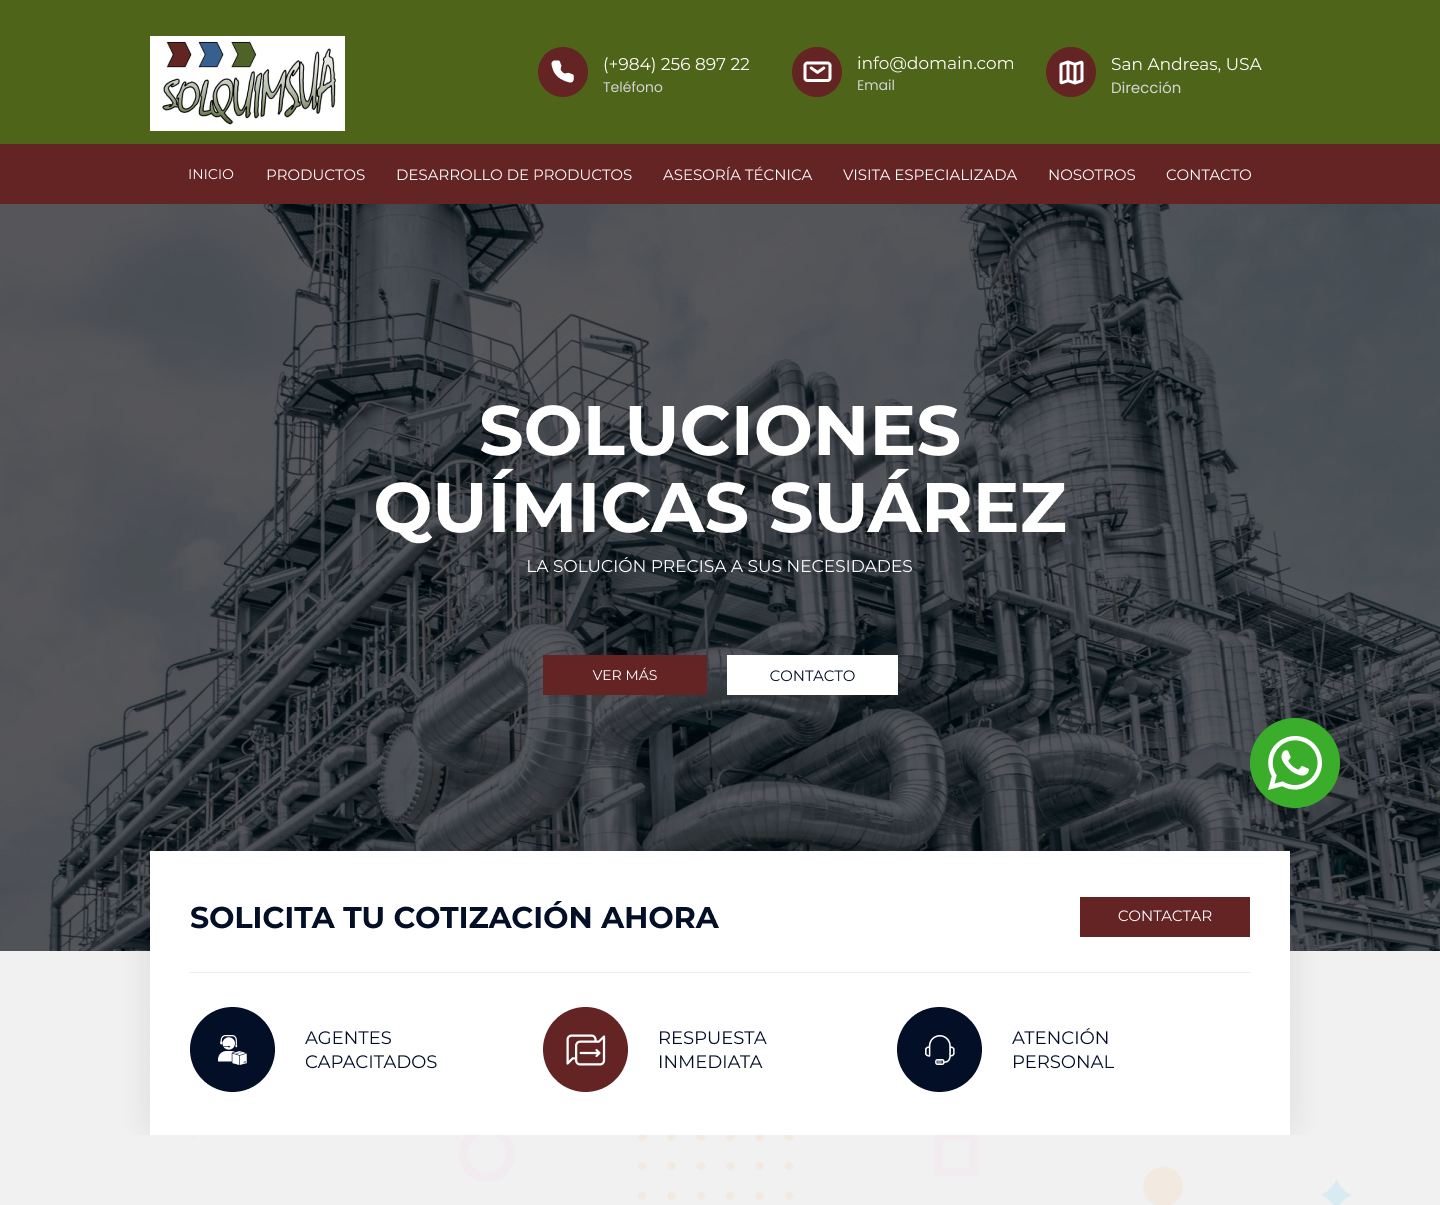 SOLQUIMSUA
(+984) 256 897 22
Teléfono
info@domain.com
Email
San Andreas, USA
Dirección
INICIO PRODUCTOS DESARROLLO DE PRODUCTOS ASESORÍA TÉCNICA VISITA ESPECIALIZADA NOSOTROS CONTACTO
SOLUCIONES
QUÍMICAS SUÁREZ
LA SOLUCIÓN PRECISA A SUS NECESIDADES
VER MÁS CONTACTO
SOLICITA TU COTIZACIÓN AHORA
CONTACTAR
AGENTES
CAPACITADOS
RESPUESTA
INMEDIATA
ATENCIÓN
PERSONAL